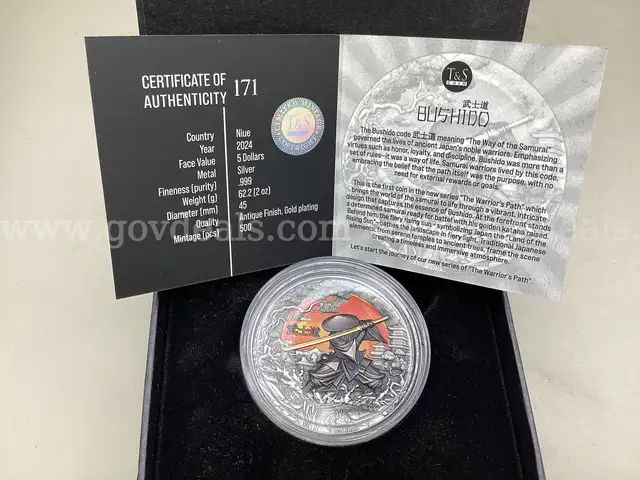 CERTIFICATE OF
AUTHENTICITY 171
Country Niue
Year 2024
Face Value 5 Dollars
Metal Silver
Fineness (purity) .999
Weight (g) 62.2 (2 oz)
Diameter (mm) 45
Quality Antique Finish, Gold plating
Mintage (pcs) 500
T&S
COIN
武士道
BUSHIDO
The Bushido code 武士道 meaning "The Way of the Samurai"
governed the lives of ancient Japan's noble warriors. Emphasizing
virtues such as honor, loyalty, and discipline, Bushido was more than a
set of rules–it was a way of life. Samurai warriors lived by this code,
embracing the belief that the path itself was the purpose, with no
need for external rewards or goals.
This is the first coin in the new series "The Warrior's Path" which
brings the world of the samurai to life through a vibrant, intricate
design that captures the essence of Bushido. At the forefront stands
a determined samurai ready for battle with his golden katana raised.
Behind him, the fiery rising sun - symbolizing Japan the "Land of the
Rising Sun" - bathes the landscape in fiery light. Traditional Japanese
elements, from serene temples to ancient trees, frame the scene
creating a timeless and immersive atmosphere.
Let's start the journey of our new series of "The Warrior's Path"
www.govdeals.com
武士道